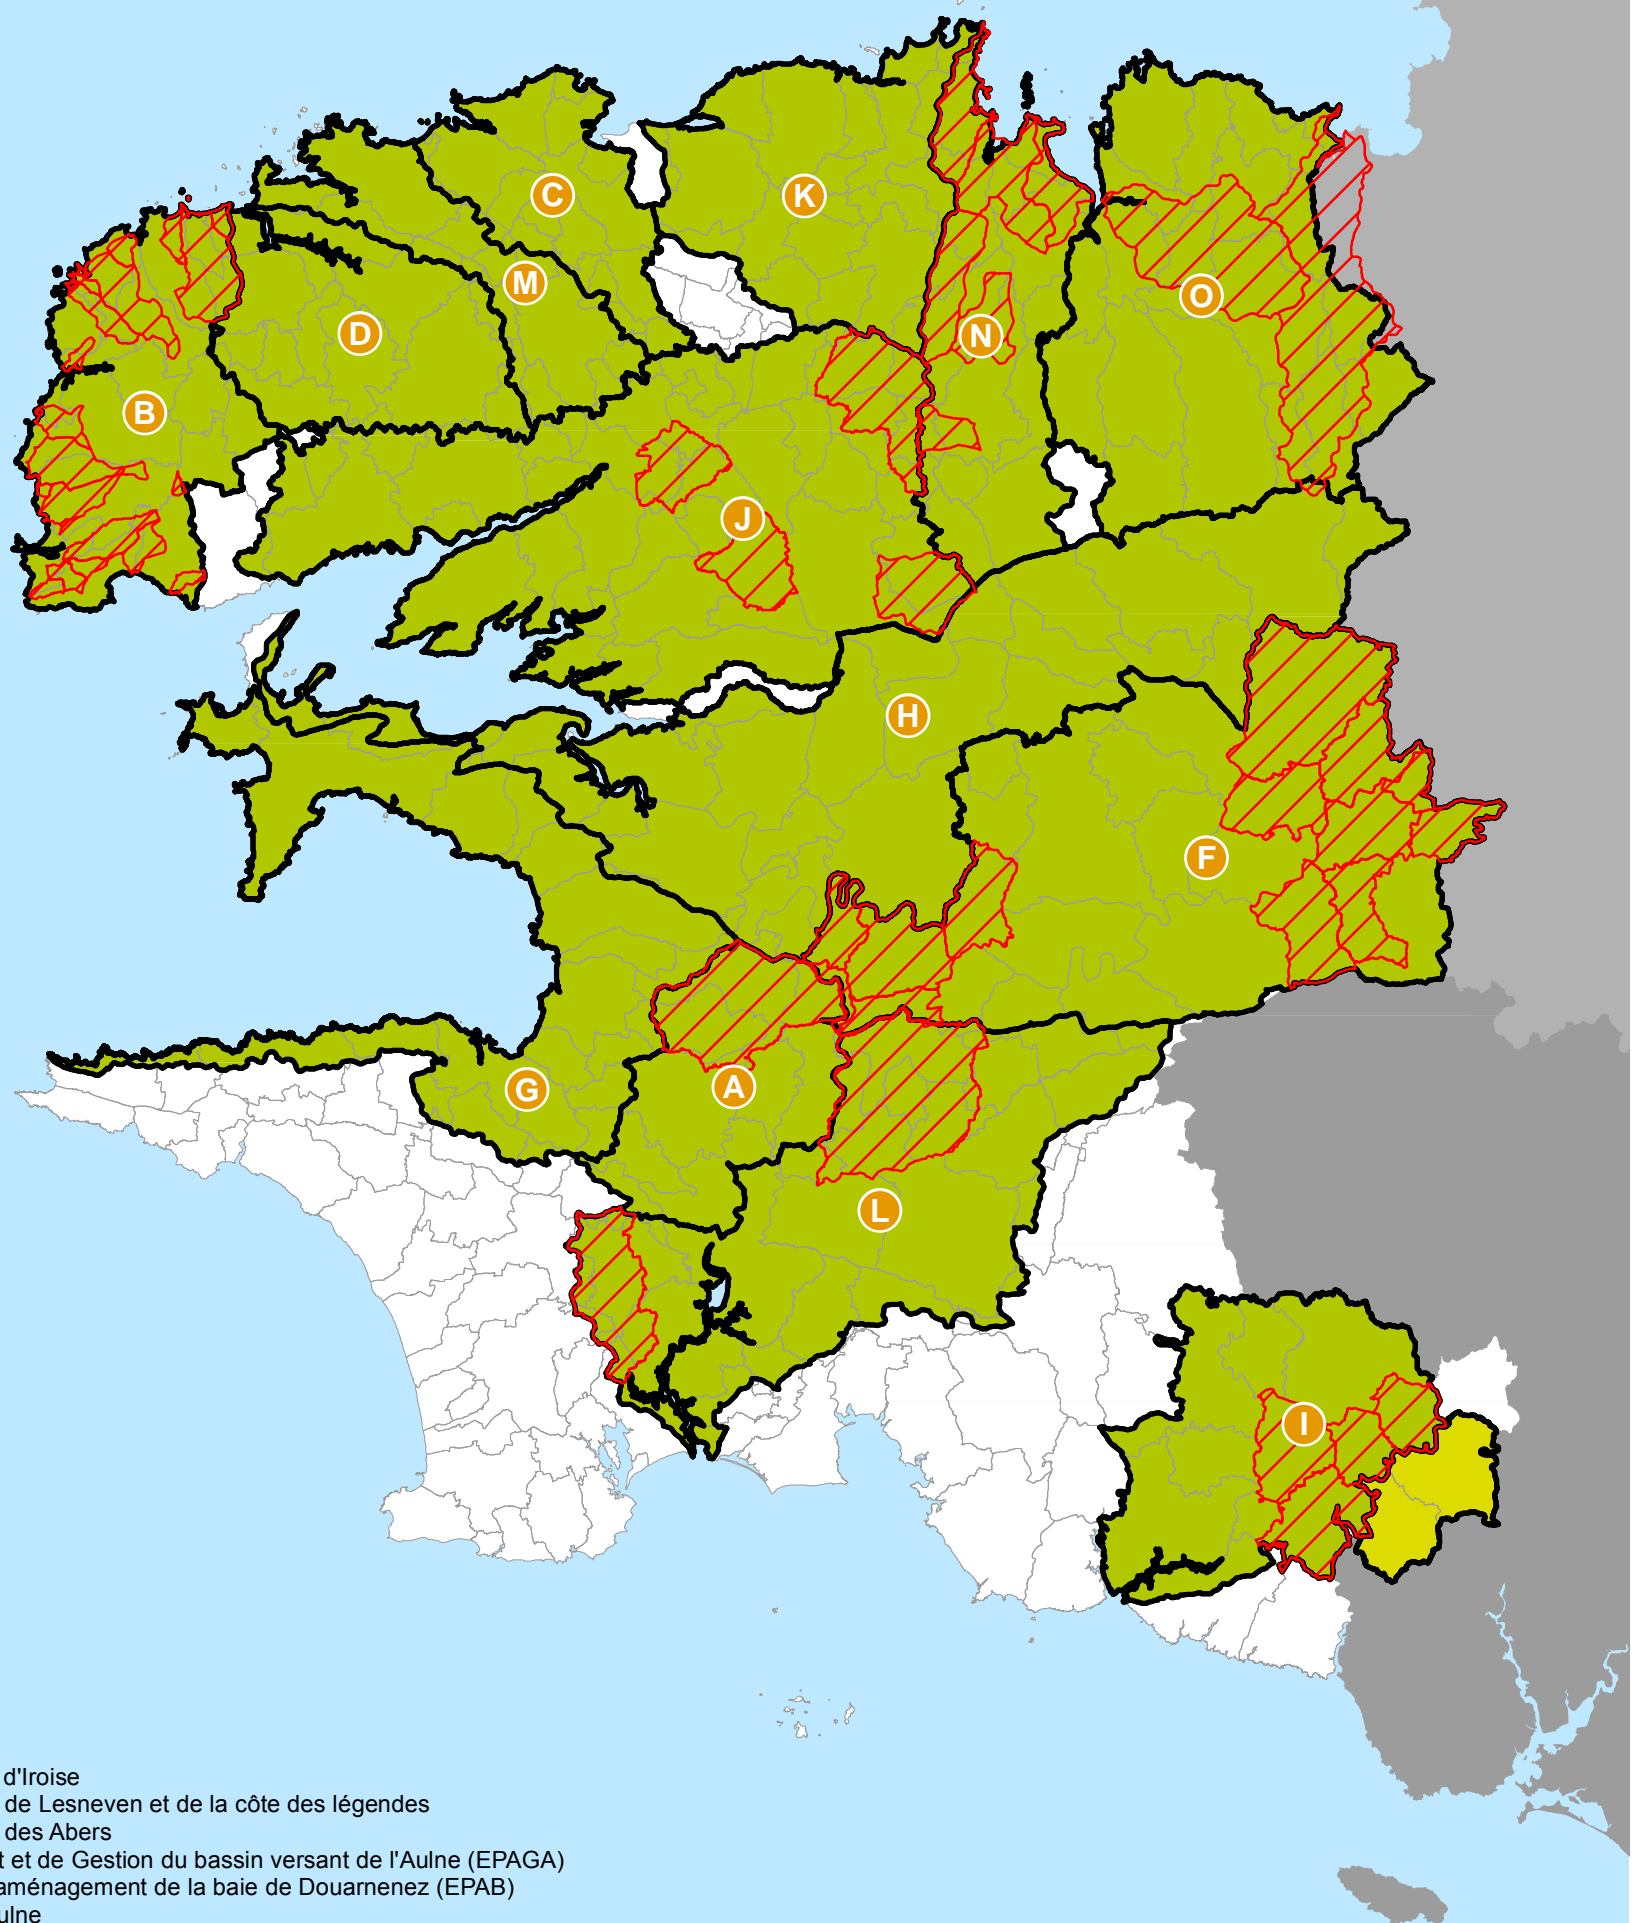 C
K
M
O
D
N
B
J
H
F
G
A
L
I
d'Iroise
de Lesneven et de la côte des légendes
des Abers
et de Gestion du bassin versant de l'Aulne (EPAGA)
aménagement de la baie de Douarnenez (EPAB)